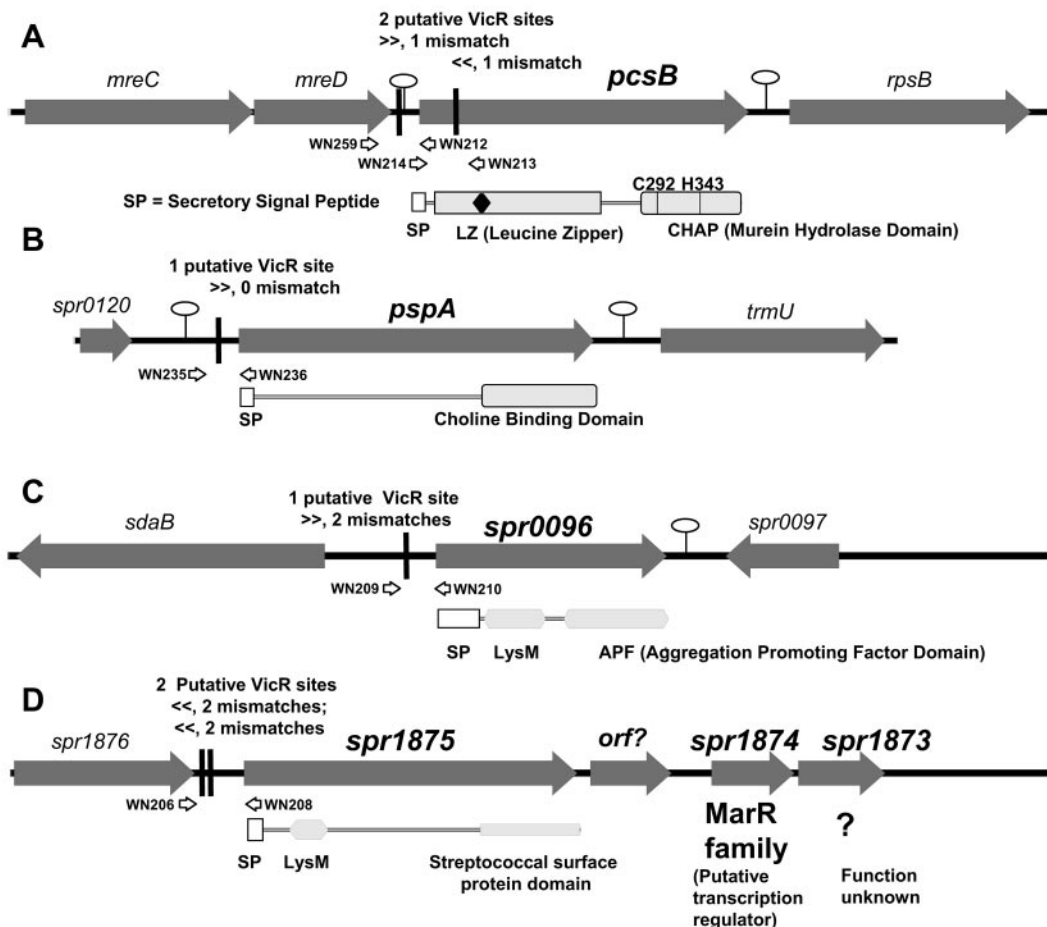 A
2 putative VicR sites
>>, 1 mismatch
<<, 1 mismatch
mreC
mreD
pcsB
rpsB
WN259
WN212
WN214
WN213
C292 H343
SP = Secretory Signal Peptide
SP
LZ (Leucine Zipper)
CHAP (Murein Hydrolase Domain)
B
1 putative VicR site
>>, 0 mismatch
spr0120
pspA
trmU
WN235
WN236
SP
Choline Binding Domain
C
1 putative VicR site
>>, 2 mismatches
sdaB
spr0096
spr0097
WN209
WN210
SP
LysM
APF (Aggregation Promoting Factor Domain)
D
2 Putative VicR sites
<<, 2 mismatches;
<<, 2 mismatches
spr1876
spr1875
orf?
spr1874
spr1873
WN206
WN208
SP
LysM
Streptococcal surface
protein domain
MarR
family
(Putative
transcription
regulator)
?
Function
unknown